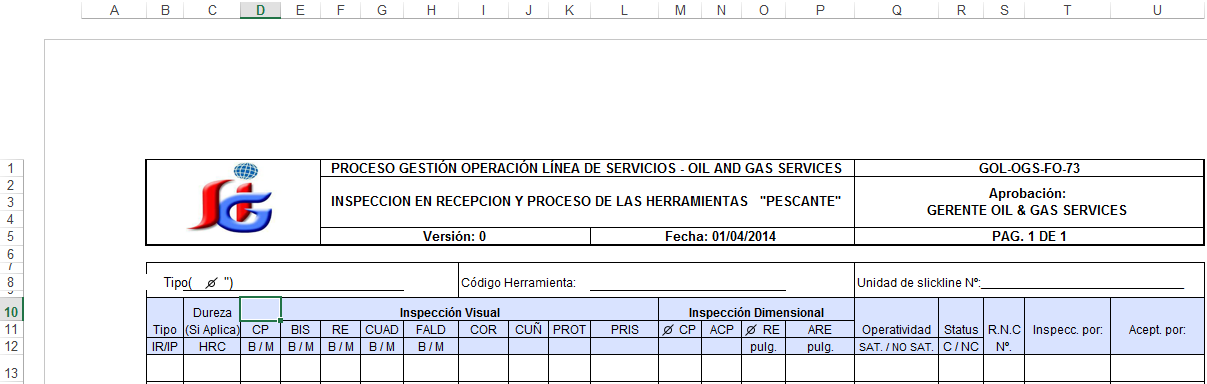 A B C D E F G H I J K L M N O P Q R S T U
1 PROCESO GESTIÓN OPERACIÓN LÍNEA DE SERVICIOS - OIL AND GAS SERVICES GOL-OGS-FO-73
2
3 INSPECCION EN RECEPCION Y PROCESO DE LAS HERRAMIENTAS "PESCANTE" Aprobación:
4 GERENTE OIL & GAS SERVICES
5 Versión: 0 Fecha: 01/04/2014 PAG. 1 DE 1
6
7
8 Tipo( ⌀ ") Código Herramienta: Unidad de slickline Nº:
9
10 Dureza Inspección Visual Inspección Dimensional
11 Tipo (Si Aplica) CP BIS RE CUAD FALD COR CUÑ PROT PRIS ⌀ CP ACP ⌀ RE ARE Operatividad Status R.N.C Inspecc. por: Acept. por:
12 IR/IP HRC B / M B / M B / M B / M B / M pulg. pulg. SAT. / NO SAT. C / NC Nº.
13